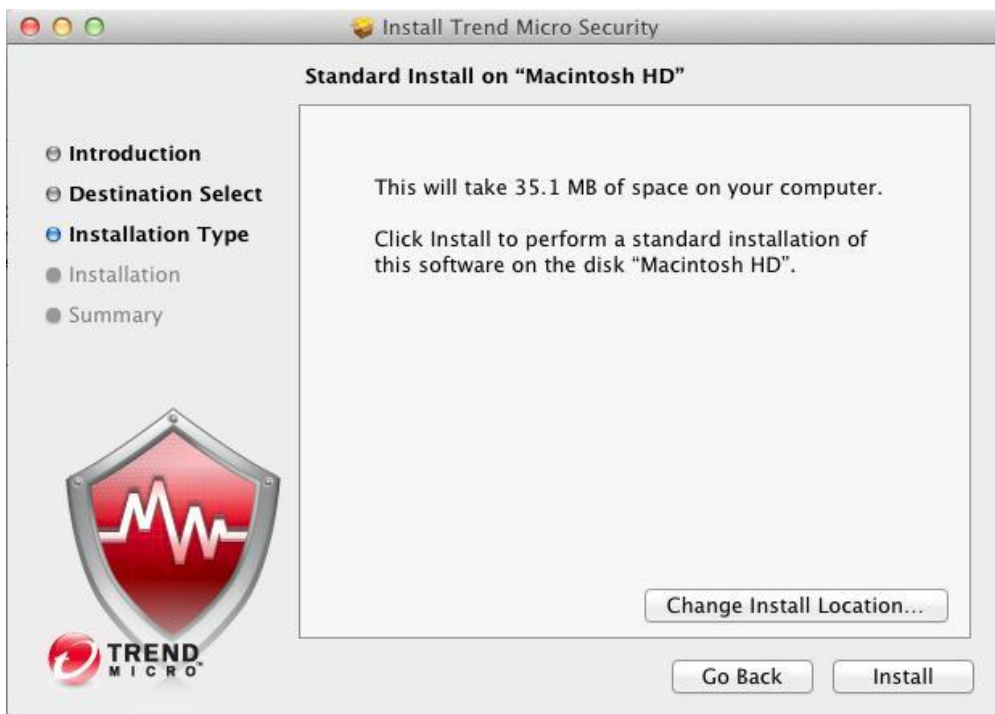 Install Trend Micro Security
Standard Install on “Macintosh HD”
Introduction
Destination Select
Installation Type
Installation
Summary
This will take 35.1 MB of space on your computer.
Click Install to perform a standard installation of
this software on the disk “Macintosh HD”.
Change Install Location...
TREND
MICRO™
Go Back
Install